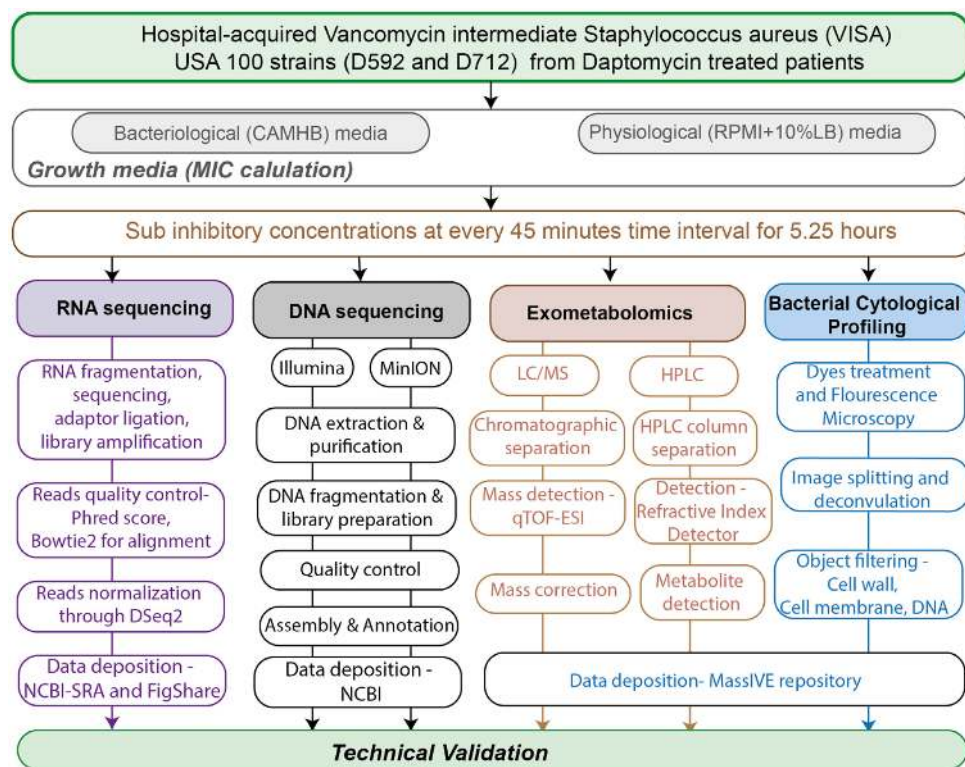 Hospital-acquired Vancomycin intermediate Staphylococcus aureus (VISA)
USA 100 strains (D592 and D712) from Daptomycin treated patients
Bacteriological (CAMHB) media
Physiological (RPMI+10%LB) media
Growth media (MIC calulation)
Sub inhibitory concentrations at every 45 minutes time interval for 5.25 hours
RNA sequencing
RNA fragmentation,
sequencing,
adaptor ligation,
library amplification
Reads quality control-
Phred score,
Bowtie2 for alignment
Reads normalization
through DSeq2
Data deposition -
NCBI-SRA and FigShare
DNA sequencing
Illumina
MinION
DNA extraction &
purification
DNA fragmentation &
library preparation
Quality control
Assembly & Annotation
Data deposition -
NCBI
Exometabolomics
LC/MS
Chromatographic
separation
Mass detection -
qTOF-ESI
Mass correction
HPLC
HPLC column
separation
Detection -
Refractive Index
Detector
Metabolite
detection
Bacterial Cytological
Profiling
Dyes treatment
and Flourescence
Microscopy
Image splitting and
deconvulation
Object filtering -
Cell wall,
Cell membrane, DNA
Data deposition- MassIVE repository
Technical Validation